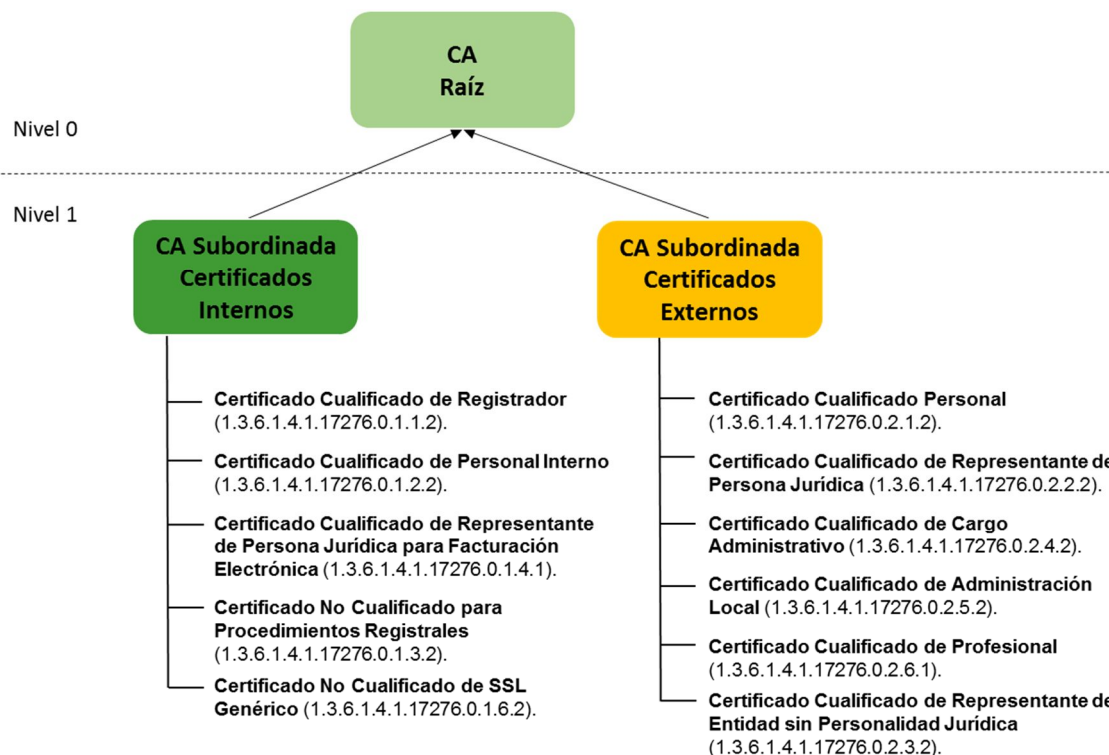 CA
Raíz
Nivel 0
Nivel 1
CA Subordinada
Certificados
Internos
Certificado Cualificado de Registrador
(1.3.6.1.4.1.17276.0.1.1.2).
Certificado Cualificado de Personal Interno
(1.3.6.1.4.1.17276.0.1.2.2).
Certificado Cualificado de Representante
de Persona Jurídica para Facturación
Electrónica (1.3.6.1.4.1.17276.0.1.4.1).
Certificado No Cualificado para
Procedimientos Registrales
(1.3.6.1.4.1.17276.0.1.3.2).
Certificado No Cualificado de SSL
Genérico (1.3.6.1.4.1.17276.0.1.6.2).
CA Subordinada
Certificados
Externos
Certificado Cualificado Personal
(1.3.6.1.4.1.17276.0.2.1.2).
Certificado Cualificado de Representante de
Persona Jurídica (1.3.6.1.4.1.17276.0.2.2.2).
Certificado Cualificado de Cargo
Administrativo (1.3.6.1.4.1.17276.0.2.4.2).
Certificado Cualificado de Administración
Local (1.3.6.1.4.1.17276.0.2.5.2).
Certificado Cualificado de Profesional
(1.3.6.1.4.1.17276.0.2.6.1).
Certificado Cualificado de Representante de
Entidad sin Personalidad Jurídica
(1.3.6.1.4.1.17276.0.2.3.2).